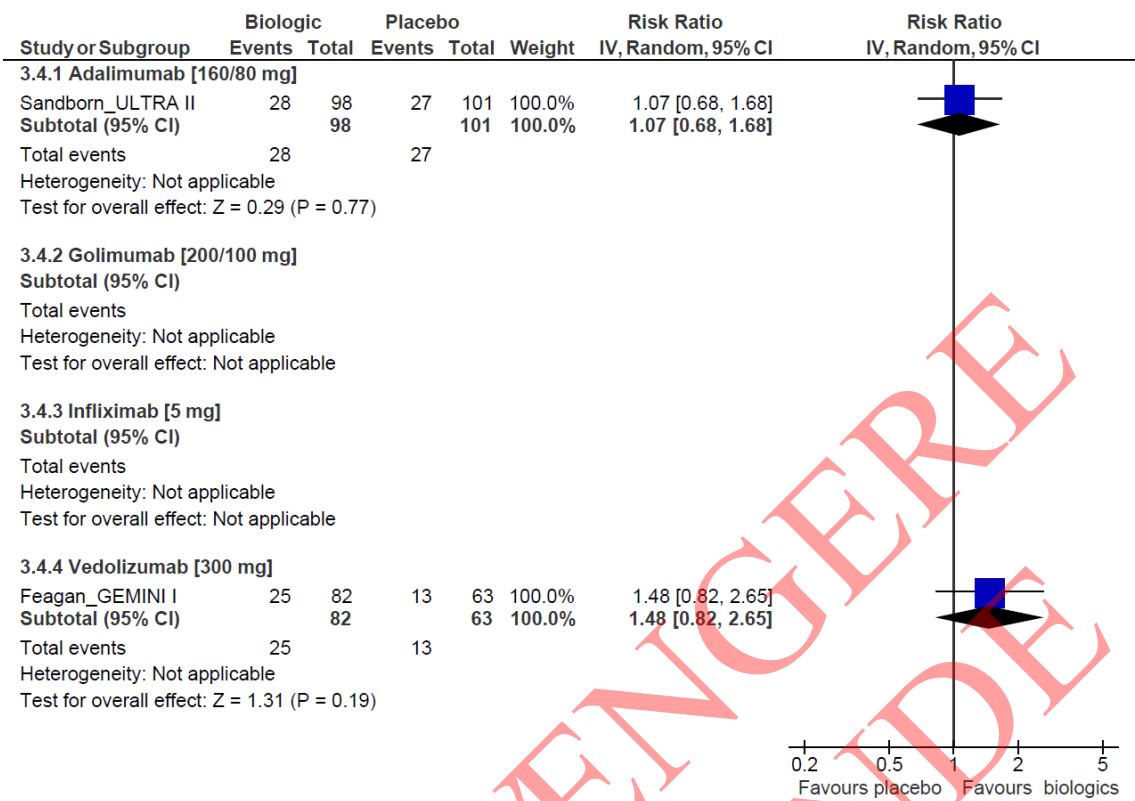 Biologic Placebo Risk Ratio Risk Ratio
Study or Subgroup Events Total Events Total Weight IV, Random, 95% CI IV, Random, 95% CI
3.4.1 Adalimumab [160/80 mg]
Sandborn_ULTRA II 28 98 27 101 100.0% 1.07 [0.68, 1.68]
Subtotal (95% CI) 98 101 100.0% 1.07 [0.68, 1.68]
Total events 28 27
Heterogeneity: Not applicable
Test for overall effect: Z = 0.29 (P = 0.77)
3.4.2 Golimumab [200/100 mg]
Subtotal (95% CI)
Total events
Heterogeneity: Not applicable
Test for overall effect: Not applicable
3.4.3 Infliximab [5 mg]
Subtotal (95% CI)
Total events
Heterogeneity: Not applicable
Test for overall effect: Not applicable
3.4.4 Vedolizumab [300 mg]
Feagan_GEMINI I 25 82 13 63 100.0% 1.48 [0.82, 2.65]
Subtotal (95% CI) 82 63 100.0% 1.48 [0.82, 2.65]
Total events 25 13
Heterogeneity: Not applicable
Test for overall effect: Z = 1.31 (P = 0.19)
0.2 0.5 1 2 5
Favours placebo Favours biologics